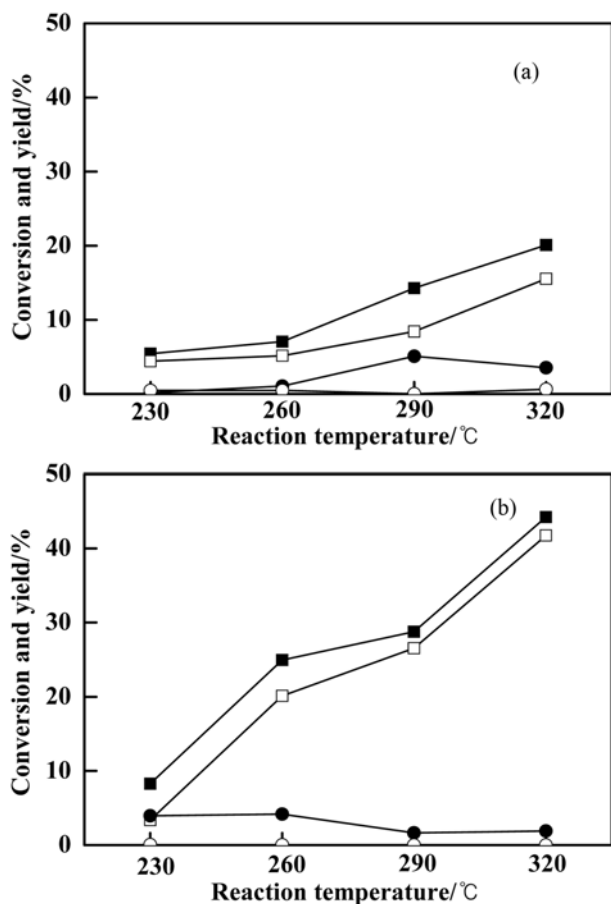 50
(a)
40
30
20
10
0
230 260 290 320
Conversion and yield/%
Reaction temperature/℃
50
(b)
40
30
20
10
0
230 260 290 320
Conversion and yield/%
Reaction temperature/℃